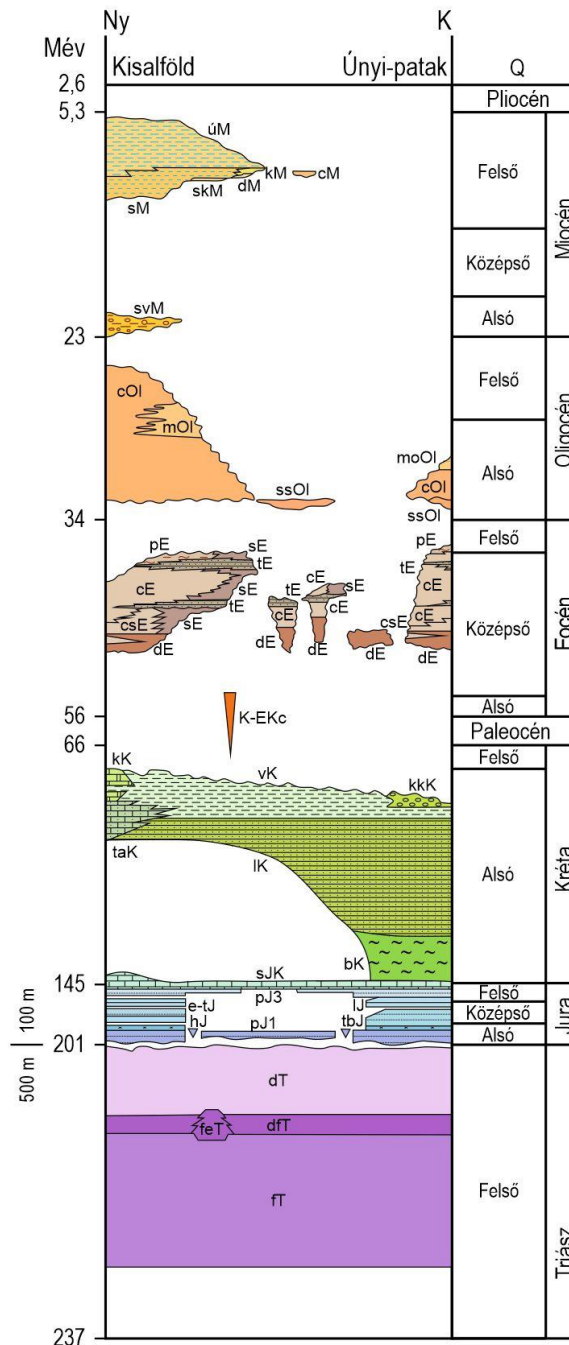 Ny K
Mév
Kisalföld Únyi-patak Q
2,6
Pliocén
5,3
úM
kM cM
dM
skM
sM
Felső
Miocén
Középső
svM
Alsó
23
cOl
Felső
mOl
Oligocén
moOl
cOl
Alsó
ssOl
ssOl
34
pE sE
tE
pE
Felső
tE
cE
sE
tE
cE
sE
tE
cE
cE
cE
csE
sE
dE
dE
dE
csE
cE
dE
Középső
Eocén
K-EKc
Alsó
56
Paleocén
66
kK
vK
kkK
Felső
taK
lK
Alsó
Kréta
bK
sJK
145
pJ3
e-tJ
lJ
Felső
Középső
Jura
hJ
pJ1
tbJ
Alsó
201
500 m 100 m
dT
feT
dfT
fT
Felső
Triász
237